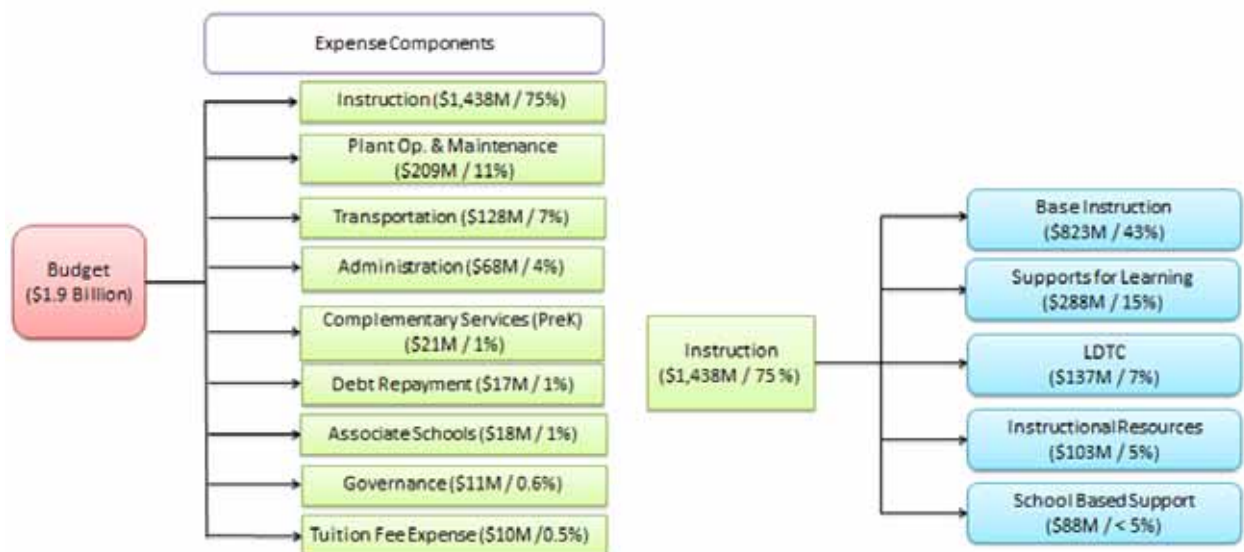 Expense Components
Instruction ($1,438M / 75%)
Plant Op. & Maintenance
($209M / 11%)
Transportation ($128M / 7%)
Administration ($68M / 4%)
Complementary Services (PreK)
($21M / 1%)
Debt Repayment ($17M / 1%)
Associate Schools ($18M / 1%)
Governance ($11M / 0.6%)
Tuition Fee Expense ($10M /0.5%)
Budget
($1.9 Billion)
Instruction
($1,438M / 75%)
Base Instruction
($823M / 43%)
Supports for Learning
($288M / 15%)
LDTC
($137M / 7%)
Instructional Resources
($103M / 5%)
School Based Support
($88M / < 5%)